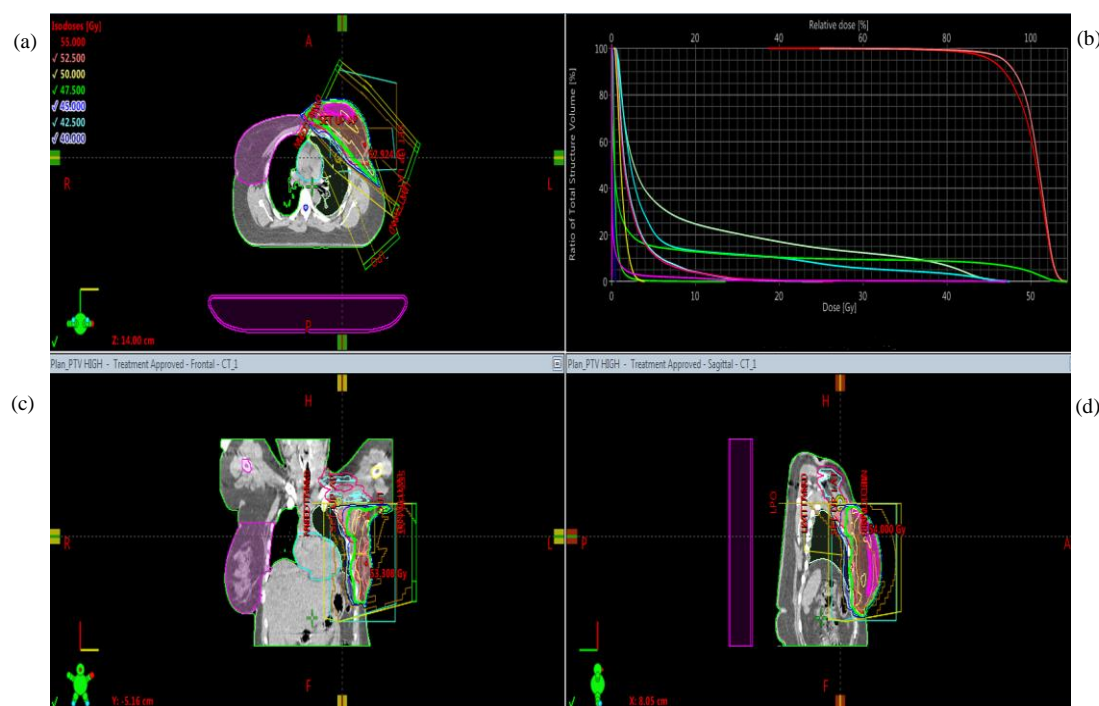 (a)
(b)
(c)
(d)
Isodoses [Gy]
55.000
✓ 52.500
✓ 50.000
✓ 47.500
✓ 45.000
✓ 42.500
✓ 40.000
A
R
L
Z: 14.00 cm
Relative dose [%]
0 20 40 60 80 100
Ratio of Total Structure Volume [%]
100
80
60
40
20
0
0 10 20 30 40 50
Dose [Gy]
Plan_PTV HIGH - Treatment Approved - Frontal - CT_1
H
R
L
F
Y: -5.16 cm
Plan_PTV HIGH - Treatment Approved - Sagittal - CT_1
H
LPO
P
A
F
X: 8.05 cm